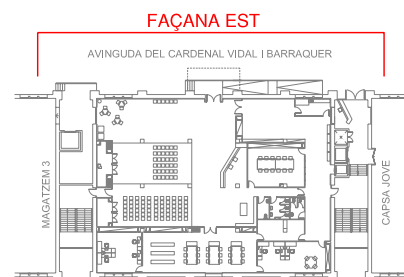 FAÇANA EST
AVINGUDA DEL CARDENAL VIDAL I BARRAQUER
MAGATZEM 3
CAPSA JOVE